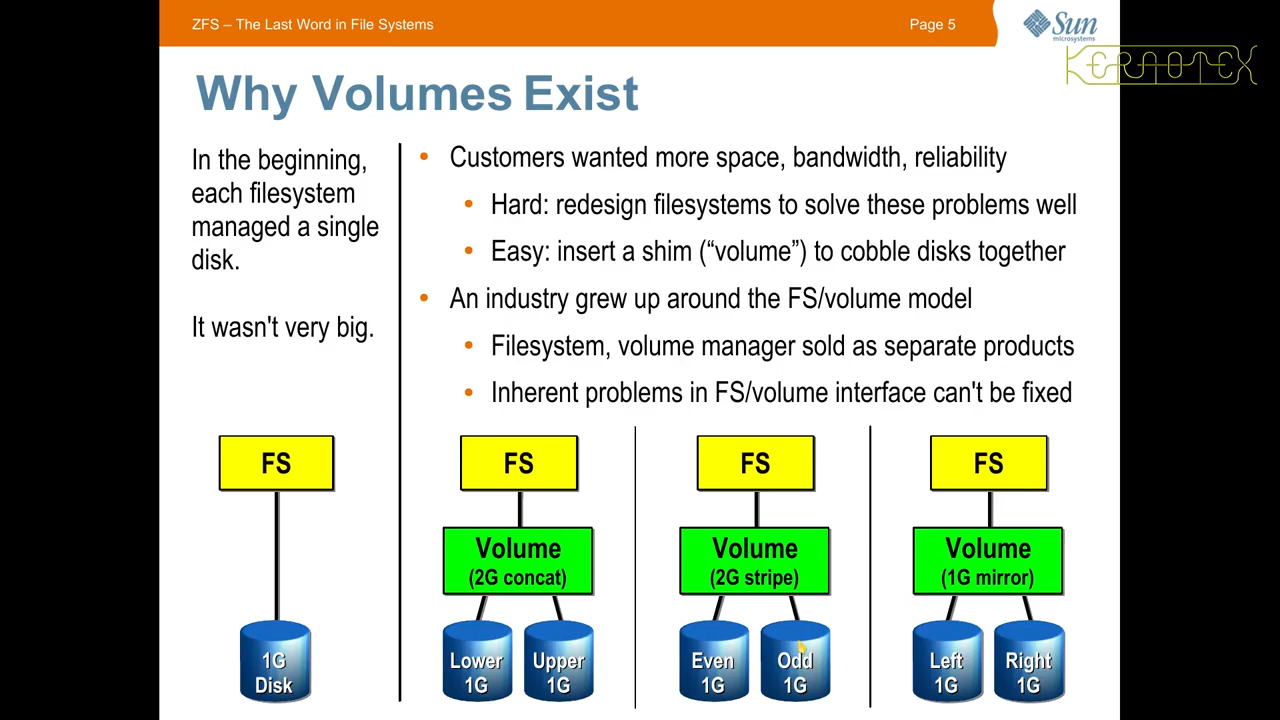 ZFS – The Last Word in File Systems
Page 5
Sun
microsystems
KERNOTEX
Why Volumes Exist
In the beginning,
each filesystem
managed a single
disk.
It wasn't very big.
• Customers wanted more space, bandwidth, reliability
• Hard: redesign filesystems to solve these problems well
• Easy: insert a shim (“volume”) to cobble disks together
• An industry grew up around the FS/volume model
• Filesystem, volume manager sold as separate products
• Inherent problems in FS/volume interface can't be fixed
FS
1G
Disk
FS
Volume
(2G concat)
Lower
1G
Upper
1G
FS
Volume
(2G stripe)
Even
1G
Odd
1G
FS
Volume
(1G mirror)
Left
1G
Right
1G